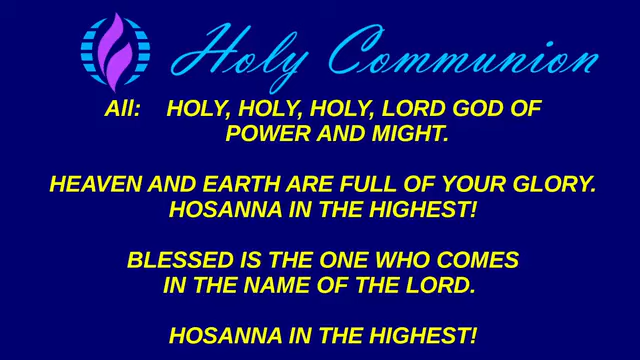 Holy Communion
All: HOLY, HOLY, HOLY, LORD GOD OF
POWER AND MIGHT.
HEAVEN AND EARTH ARE FULL OF YOUR GLORY.
HOSANNA IN THE HIGHEST!
BLESSED IS THE ONE WHO COMES
IN THE NAME OF THE LORD.
HOSANNA IN THE HIGHEST!